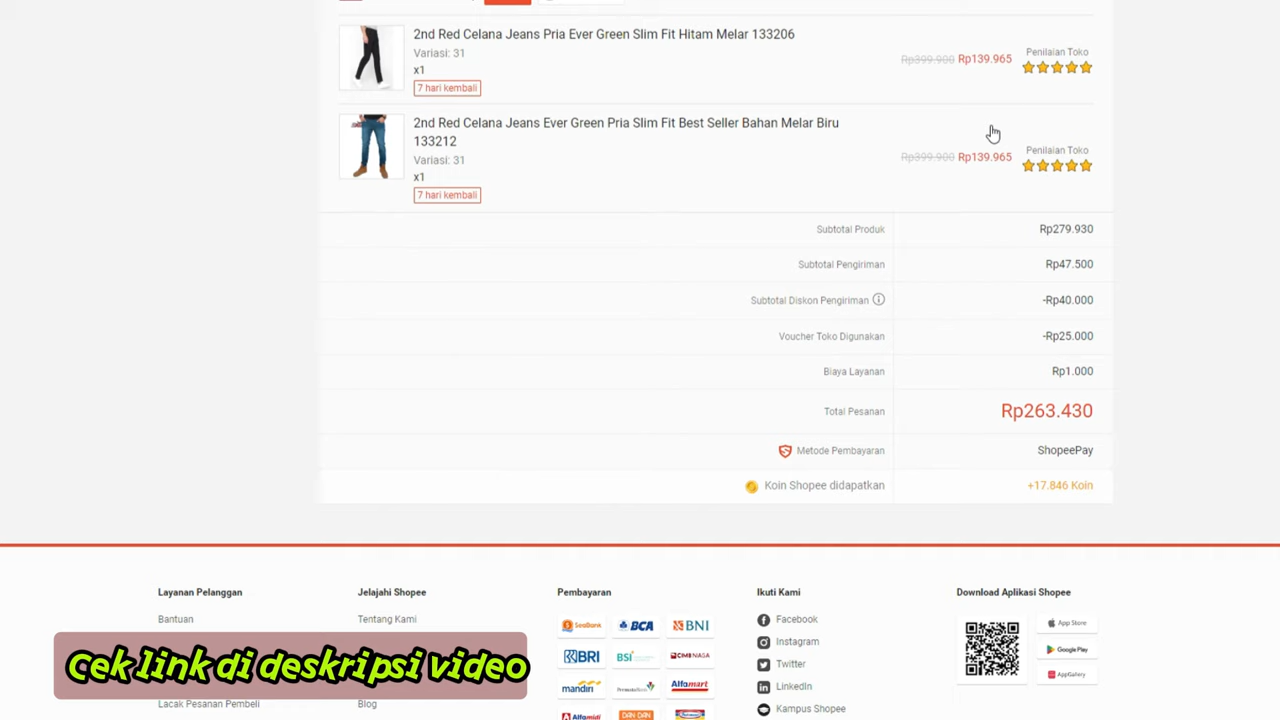 2nd Red Celana Jeans Pria Ever Green Slim Fit Hitam Melar 133206
Variasi: 31
x1
7 hari kembali
Rp399.900 Rp139.965
Penilaian Toko
2nd Red Celana Jeans Ever Green Pria Slim Fit Best Seller Bahan Melar Biru
133212
Variasi: 31
x1
7 hari kembali
Rp399.900 Rp139.965
Penilaian Toko
Subtotal Produk Rp279.930
Subtotal Pengiriman Rp47.500
Subtotal Diskon Pengiriman -Rp40.000
Voucher Toko Digunakan -Rp25.000
Biaya Layanan Rp1.000
Total Pesanan Rp263.430
Metode Pembayaran ShopeePay
Koin Shopee didapatkan +17.846 Koin
Layanan Pelanggan
Bantuan
Lacak Pesanan Pembeli
Jelajahi Shopee
Tentang Kami
Blog
Pembayaran
SeaBank BCA BNI
BRI BSI CIMB NIAGA
mandiri PermataBank Alfamart
Alfamidi DAN DAN
Ikuti Kami
Facebook
Instagram
Twitter
LinkedIn
Kampus Shopee
Download Aplikasi Shopee
App Store
Google Play
AppGallery
Cek link di deskripsi video